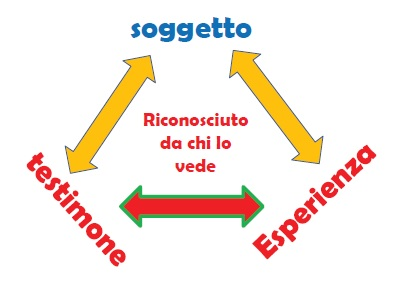 soggetto
Riconosciuto
da chi lo
vede
testimone
Esperienza